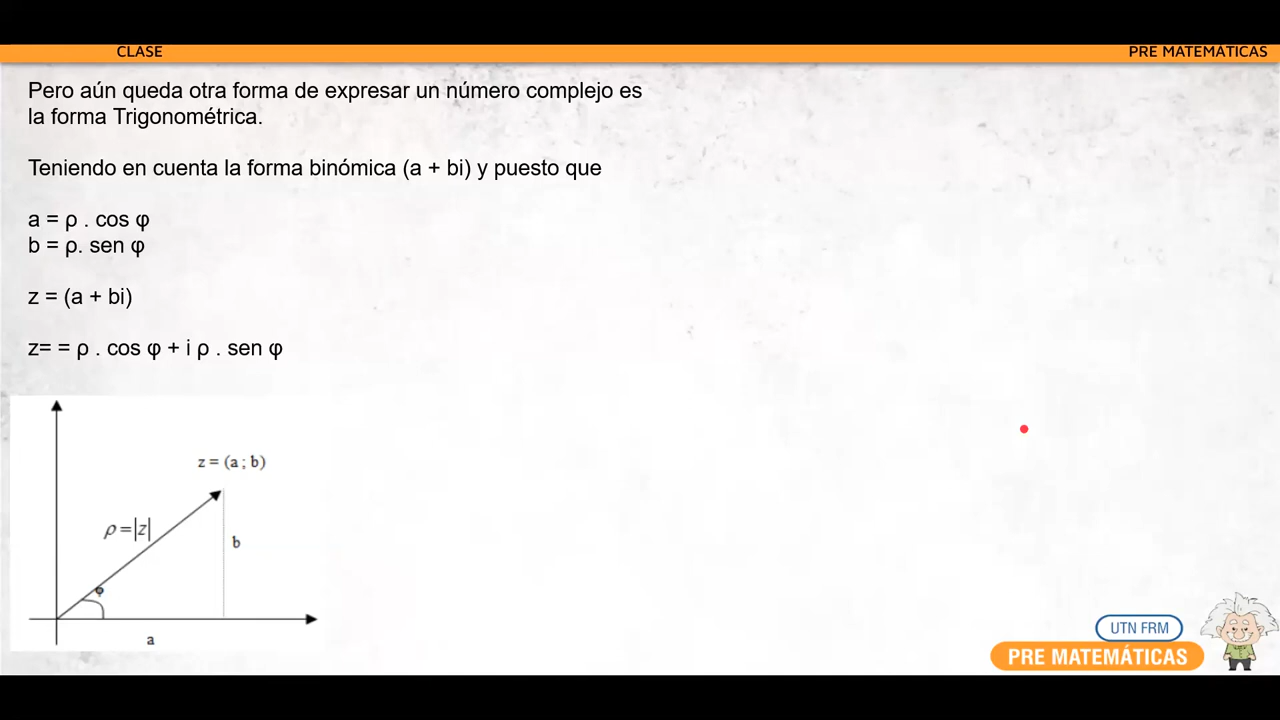 CLASE
PRE MATEMÁTICAS
Pero aún queda otra forma de expresar un número complejo es
la forma Trigonométrica.
Teniendo en cuenta la forma binómica (a + bi) y puesto que
a = ρ . cos φ
b = ρ. sen φ
z = (a + bi)
z= = ρ . cos φ + i ρ . sen φ
z = (a ; b)
ρ=|z|
b
φ
a
UTN FRM
PRE MATEMÁTICAS